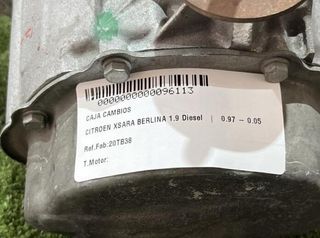 0000000000096113
CAJA CAMBIOS
CITROEN XSARA BERLINA 1.9 Diesel | 0.97 -- 0.05
Ref.Fab:20TB38
T.Motor: